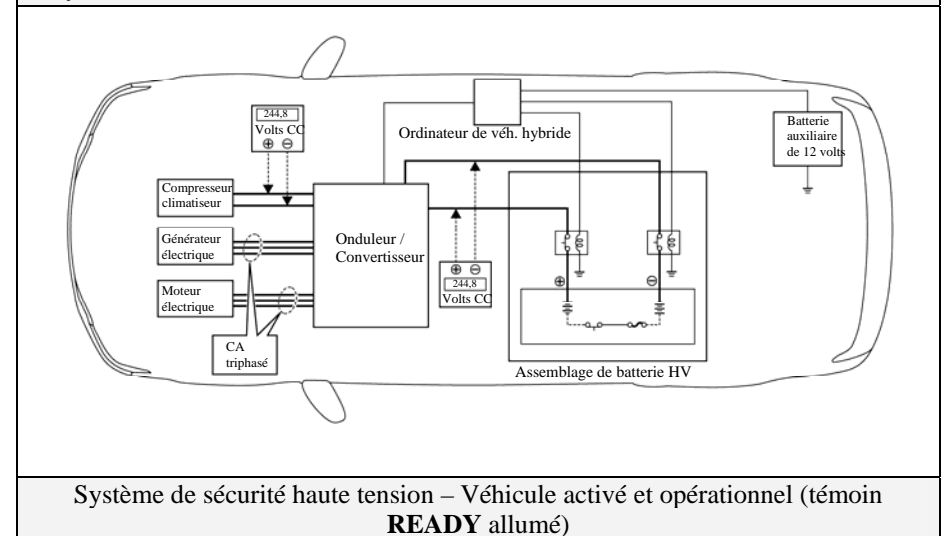 244,8
Volts CC
⊕ ⊖
Ordinateur de véh. hybride
Batterie
auxiliaire
de 12 volts
Compresseur
climatiseur
Générateur
électrique
Onduleur /
Convertisseur
Moteur
électrique
⊕ ⊖
244,8
Volts CC
⊕ ⊖
CA
triphasé
Assemblage de batterie HV
Système de sécurité haute tension – Véhicule activé et opérationnel (témoin
READY allumé)